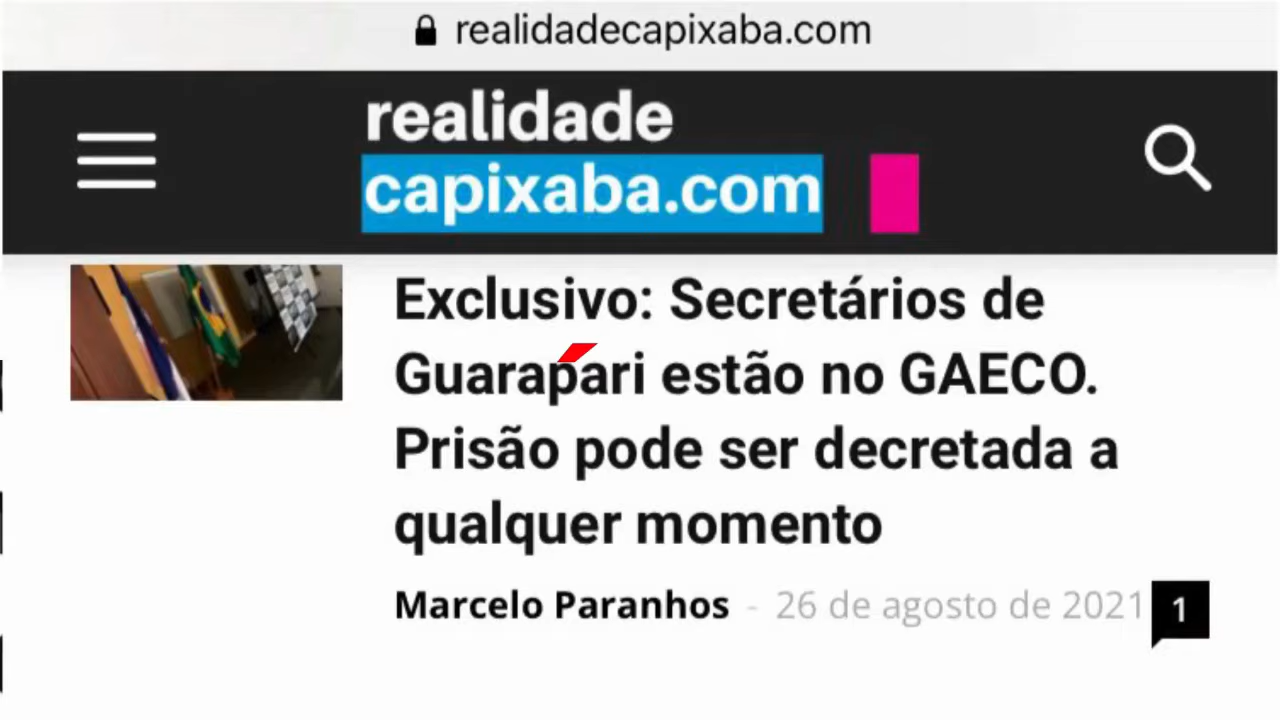 realidadecapixaba.com
realidade
capixaba.com
Exclusivo: Secretários de
Guarapari estão no GAECO.
Prisão pode ser decretada a
qualquer momento
Marcelo Paranhos - 26 de agosto de 2021
1